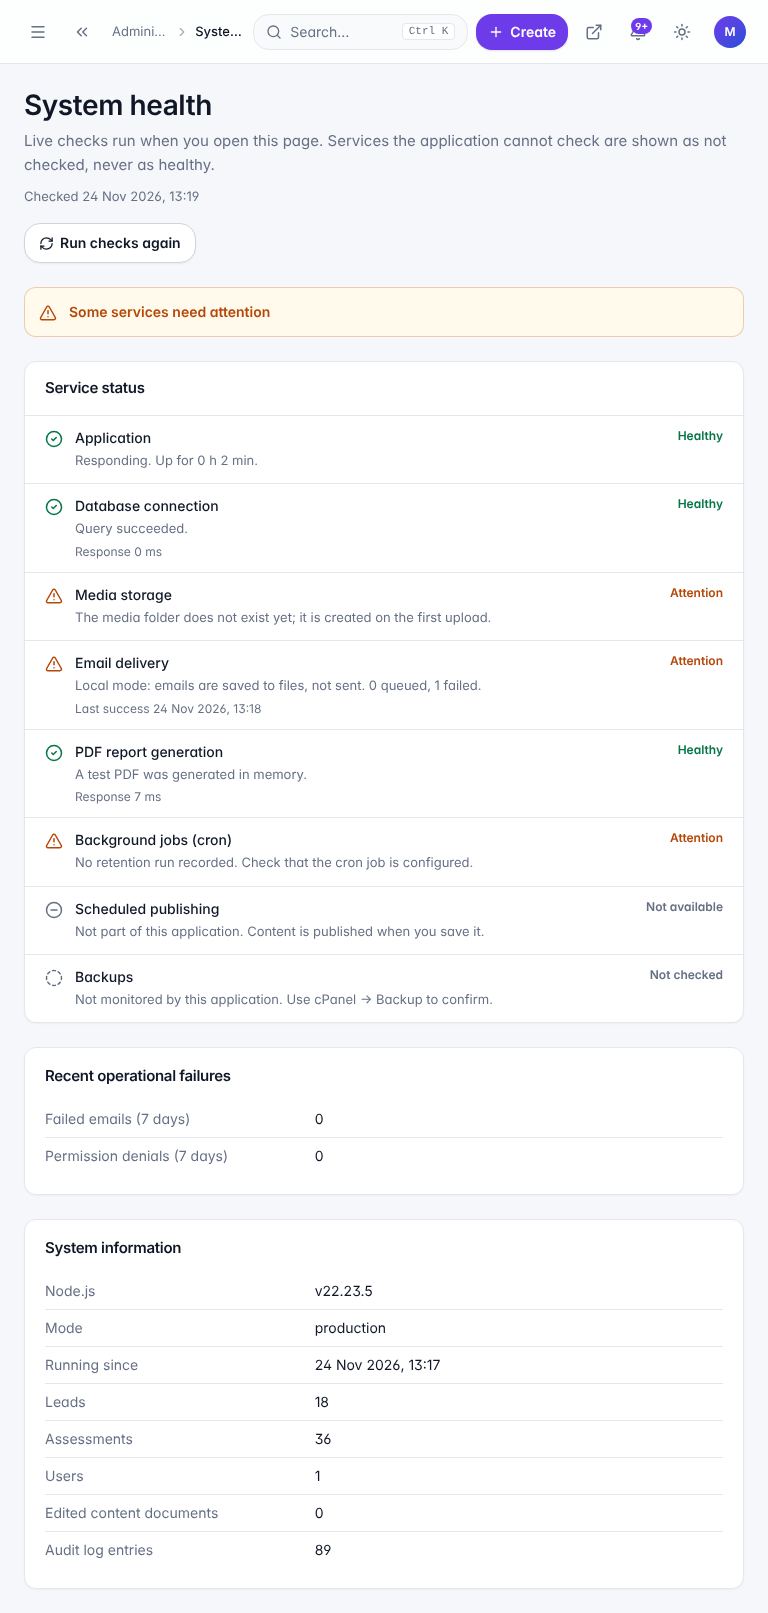 Admini... > Syste...
Search...
Ctrl K
+ Create
9+
M
System health
Live checks run when you open this page. Services the application cannot check are shown as not
checked, never as healthy.
Checked 24 Nov 2026, 13:19
Run checks again
Some services need attention
Service status
Application
Healthy
Responding. Up for 0 h 2 min.
Database connection
Healthy
Query succeeded.
Response 0 ms
Media storage
Attention
The media folder does not exist yet; it is created on the first upload.
Email delivery
Attention
Local mode: emails are saved to files, not sent. 0 queued, 1 failed.
Last success 24 Nov 2026, 13:18
PDF report generation
Healthy
A test PDF was generated in memory.
Response 7 ms
Background jobs (cron)
Attention
No retention run recorded. Check that the cron job is configured.
Scheduled publishing
Not available
Not part of this application. Content is published when you save it.
Backups
Not checked
Not monitored by this application. Use cPanel → Backup to confirm.
Recent operational failures
Failed emails (7 days) 0
Permission denials (7 days) 0
System information
Node.js v22.23.5
Mode production
Running since 24 Nov 2026, 13:17
Leads 18
Assessments 36
Users 1
Edited content documents 0
Audit log entries 89